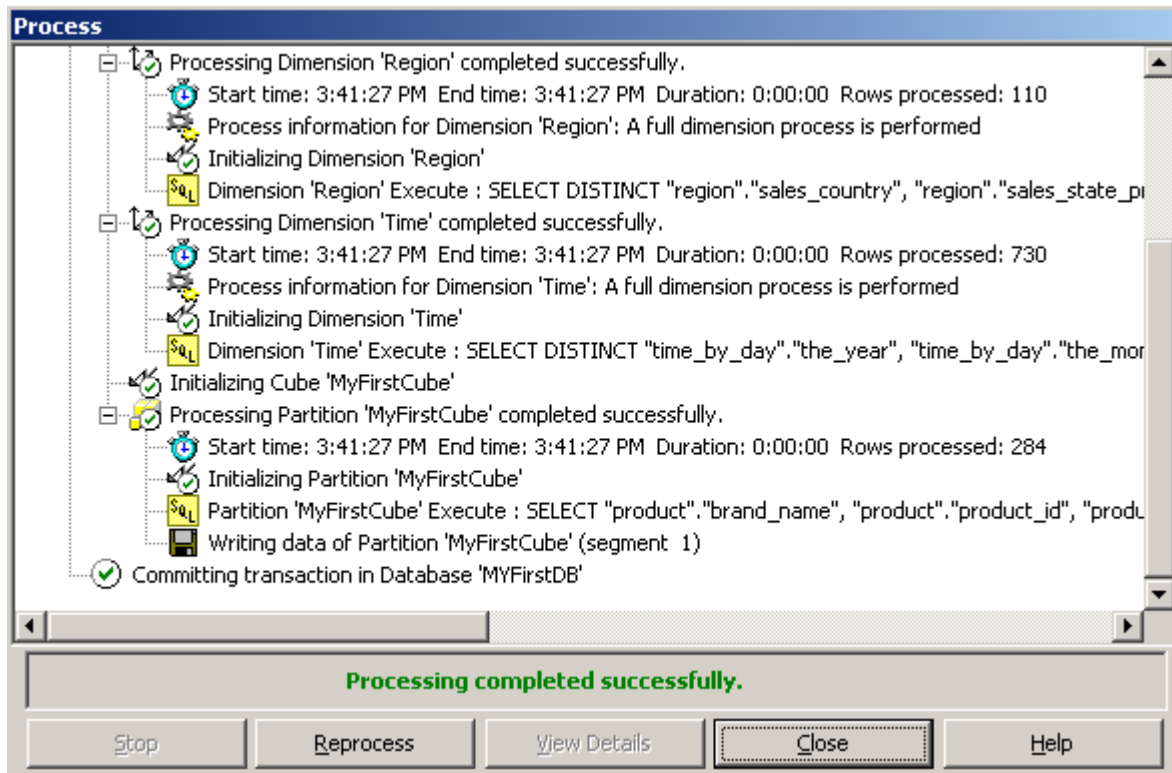 Process
Processing Dimension 'Region' completed successfully.
Start time: 3:41:27 PM End time: 3:41:27 PM Duration: 0:00:00 Rows processed: 110
Process information for Dimension 'Region': A full dimension process is performed
Initializing Dimension 'Region'
SQL Dimension 'Region' Execute : SELECT DISTINCT "region"."sales_country", "region"."sales_state_pr
Processing Dimension 'Time' completed successfully.
Start time: 3:41:27 PM End time: 3:41:27 PM Duration: 0:00:00 Rows processed: 730
Process information for Dimension 'Time': A full dimension process is performed
Initializing Dimension 'Time'
SQL Dimension 'Time' Execute : SELECT DISTINCT "time_by_day"."the_year", "time_by_day"."the_mor
Initializing Cube 'MyFirstCube'
Processing Partition 'MyFirstCube' completed successfully.
Start time: 3:41:27 PM End time: 3:41:27 PM Duration: 0:00:00 Rows processed: 284
Initializing Partition 'MyFirstCube'
SQL Partition 'MyFirstCube' Execute : SELECT "product"."brand_name", "product"."product_id", "produ
Writing data of Partition 'MyFirstCube' (segment 1)
Committing transaction in Database 'MYFirstDB'
Processing completed successfully.
Stop Reprocess View Details Close Help